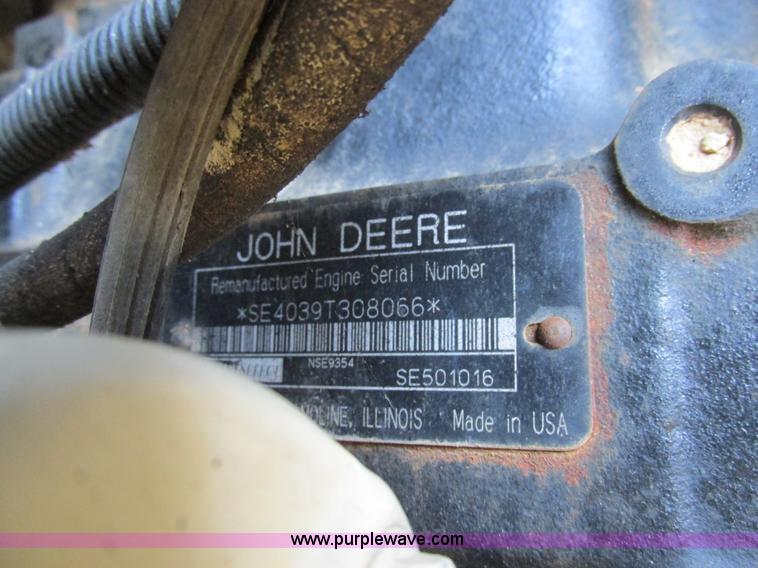 JOHN DEERE
Remanufactured Engine Serial Number
*SE4039T308066*
NSE9354
SE501016
MOLINE, ILLINOIS Made in USA
www.purplewave.com